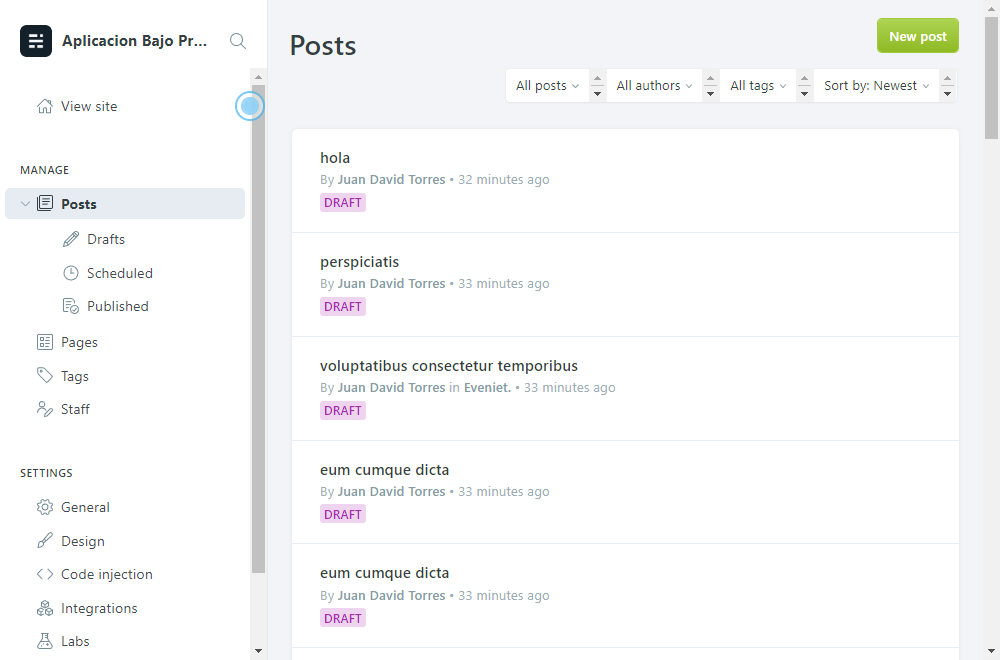 Aplicacion Bajo Pr...
View site
MANAGE
Posts
Drafts
Scheduled
Published
Pages
Tags
Staff
SETTINGS
General
Design
Code injection
Integrations
Labs
Posts
New post
All posts
All authors
All tags
Sort by: Newest
hola
By Juan David Torres • 32 minutes ago
DRAFT
perspiciatis
By Juan David Torres • 33 minutes ago
DRAFT
voluptatibus consectetur temporibus
By Juan David Torres in Eveniet. • 33 minutes ago
DRAFT
eum cumque dicta
By Juan David Torres • 33 minutes ago
DRAFT
eum cumque dicta
By Juan David Torres • 33 minutes ago
DRAFT